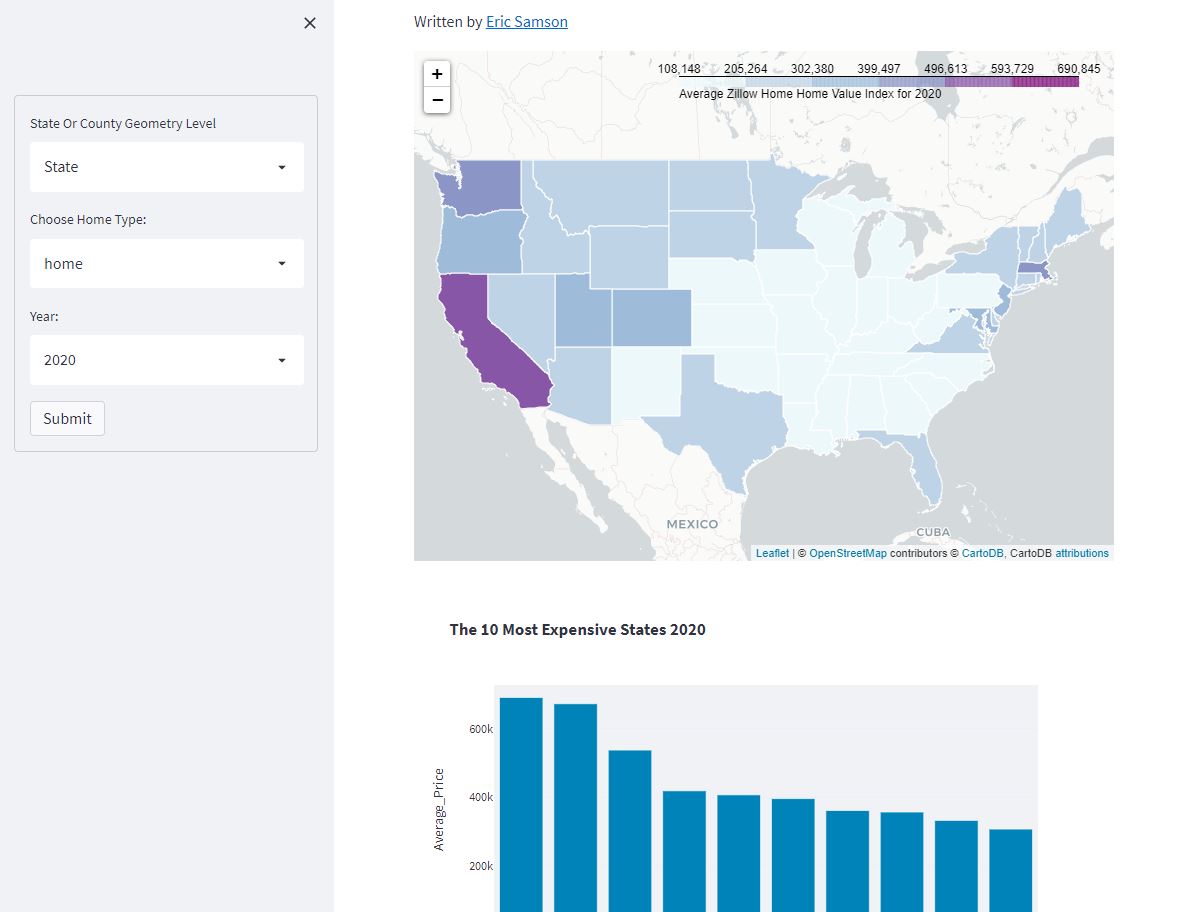 Written by Eric Samson
State Or County Geometry Level
State
Choose Home Type:
home
Year:
2020
Submit
+
−
108,148 205,264 302,380 399,497 496,613 593,729 690,845
Average Zillow Home Home Value Index for 2020
MEXICO
CUBA
Leaflet | © OpenStreetMap contributors © CartoDB, CartoDB attributions
The 10 Most Expensive States 2020
600k
400k
200k
Average_Price